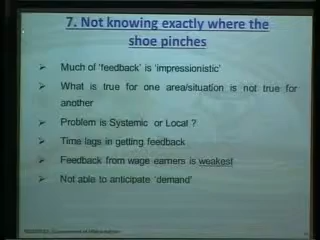 7. Not knowing exactly where the
shoe pinches
➢ Much of 'feedback' is 'impressionistic'
➢ What is true for one area/situation is not true for
another
➢ Problem is Systemic or Local ?
➢ Time lags in getting feedback
➢ Feedback from wage earners is weakest
➢ Not able to anticipate 'demand'